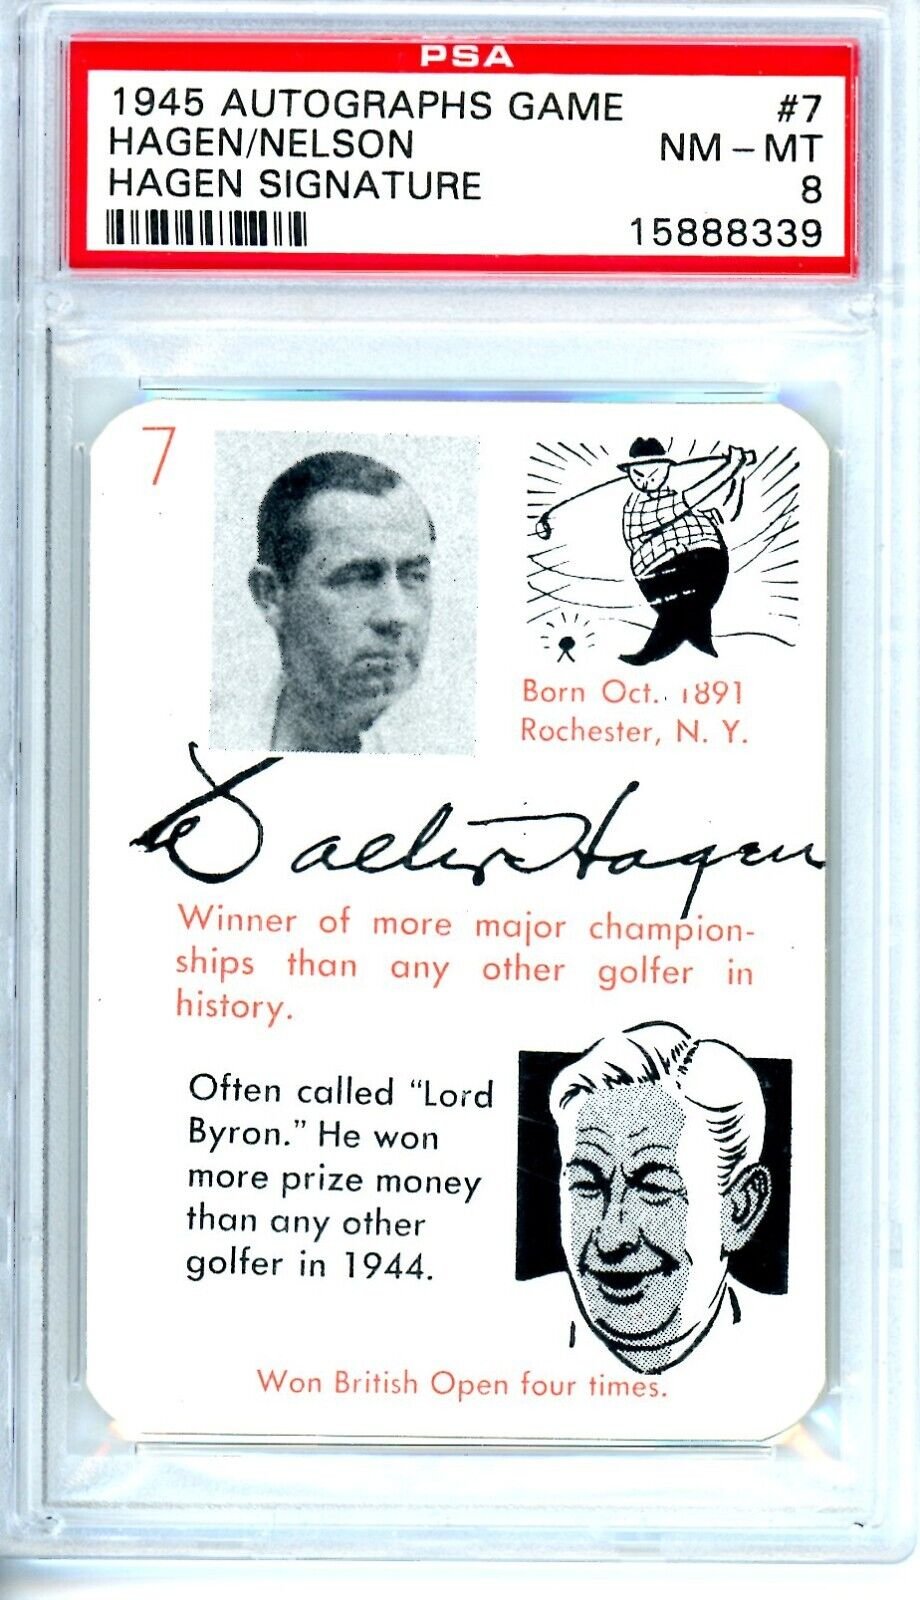 PSA
1945 AUTOGRAPHS GAME #7
HAGEN/NELSON NM - MT
HAGEN SIGNATURE 8
15888339
7
Born Oct. 1891
Rochester, N. Y.
Walter Hagen
Winner of more major champion-
ships than any other golfer in
history.
Often called "Lord
Byron." He won
more prize money
than any other
golfer in 1944.
Won British Open four times.